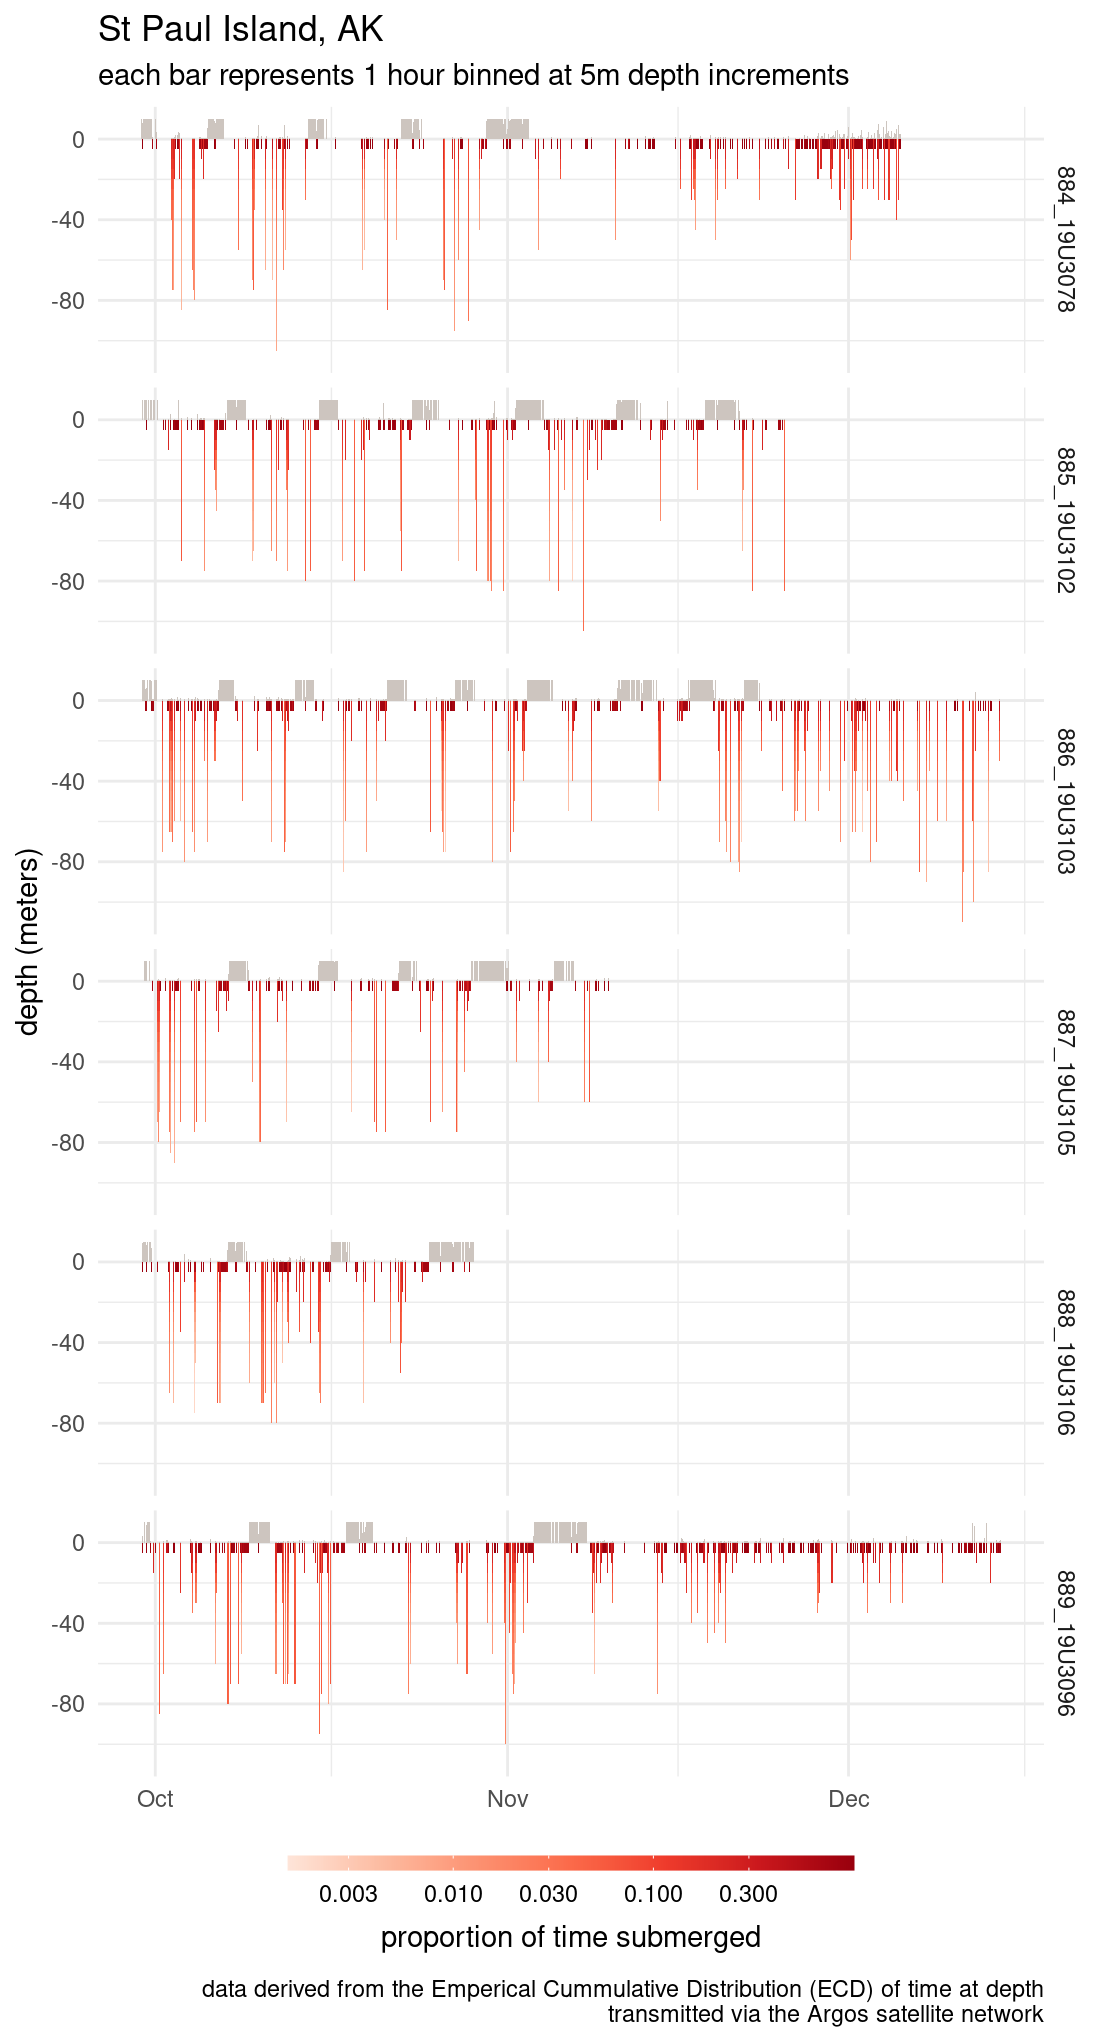 St Paul Island, AK
each bar represents 1 hour binned at 5m depth increments
0
-40
-80
884_19U3078
0
-40
-80
885_19U3102
0
-40
-80
886_19U3103
depth (meters)
0
-40
-80
887_19U3105
0
-40
-80
888_19U3106
0
-40
-80
889_19U3096
Oct Nov Dec
0.003 0.010 0.030 0.100 0.300
proportion of time submerged
data derived from the Emperical Cummulative Distribution (ECD) of time at depth
transmitted via the Argos satellite network